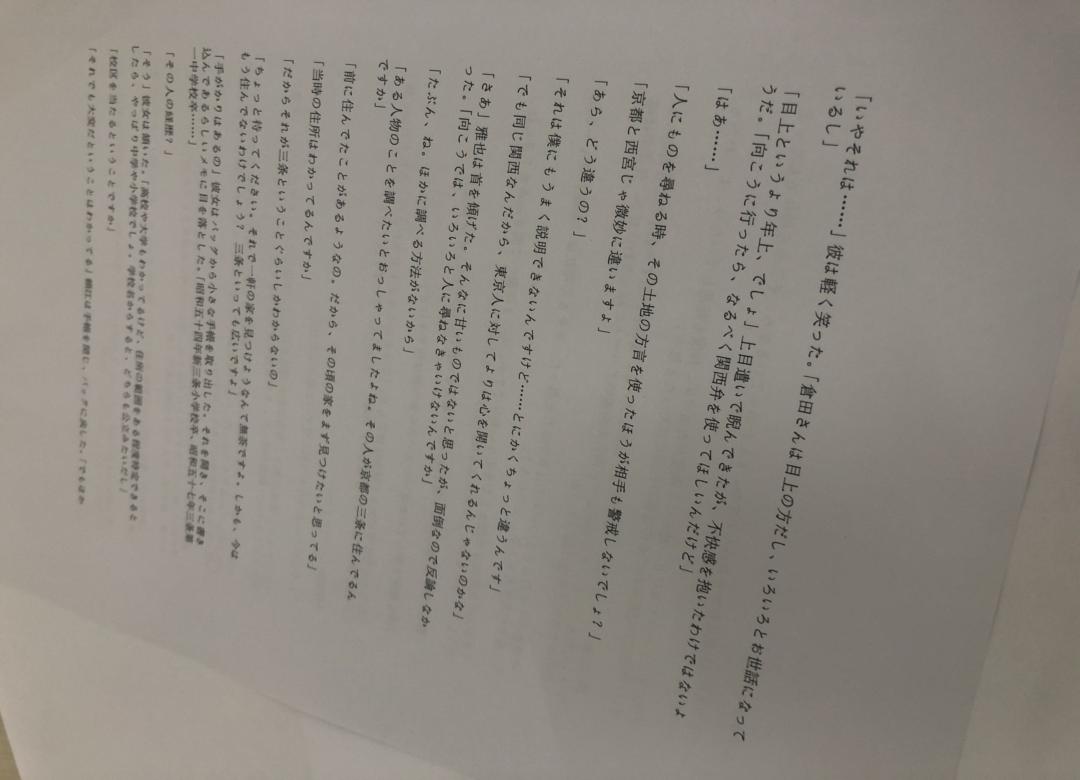 「いやそれは……」彼は軽く笑った。「倉田さんは目上の方だし、いろいろとお世話になって
いるし」
「目上というより年上、でしょ」上目遣いで睨んできたが、不快感を抱いたわけではないよ
うだ。「向こうに行ったら、なるべく関西弁を使ってほしいんだけど」
「はあ……」
「人にものを尋ねる時、その土地の方言を使ったほうが相手も警戒しないでしょ？」
「京都と西宮じゃ微妙に違いますよ」
「あら、どう違うの？」
「それは僕にもうまく説明できないんですけど……とにかくちょっと違うんです」
「でも同じ関西なんだから、東京人に対してよりは心を開いてくれるんじゃないのかな」
「さあ」雅也は首を傾げた。そんなに甘いものではないと思ったが、面倒なので反論しなか
った。「向こうでは、いろいろと人に尋ねなきゃいけないんですか」
「たぶん、ね。ほかに調べる方法がないから」
「ある人物のことを調べたいとおっしゃってましたよね。その人が京都の三条に住んでるん
ですか」
「前に住んでたことがあるようなの。だから、その頃の家をまず見つけたいと思ってる」
「当時の住所はわかってるんですか」
「だからそれが三条ということぐらいしかわからないの」
「ちょっと待ってください。それで一軒の家を見つけようなんて無茶ですよ。しかも、今は
もう住んでないわけでしょう？　三条といっても広いですよ」
「手がかりはあるの」彼女はバッグから小さな手帳を取り出した。それを開き、そこに書き
込んであるらしいメモに目を落とした。「昭和五十四年新三条小学校卒、昭和五十七年三条第
一中学校卒……」
「その人の経歴？」
「そう」彼女は頷いた。「高校や大学もわかってるけど、住所の範囲をある程度特定できると
したら、やっぱり中学や小学校でしょ。学校名からすると、どちらも公立みたいだし」
「校区を当たるということですか」
「それでも大変だということはわかってる」頼江は手帳を閉じ、バッグに戻した。「でもほか